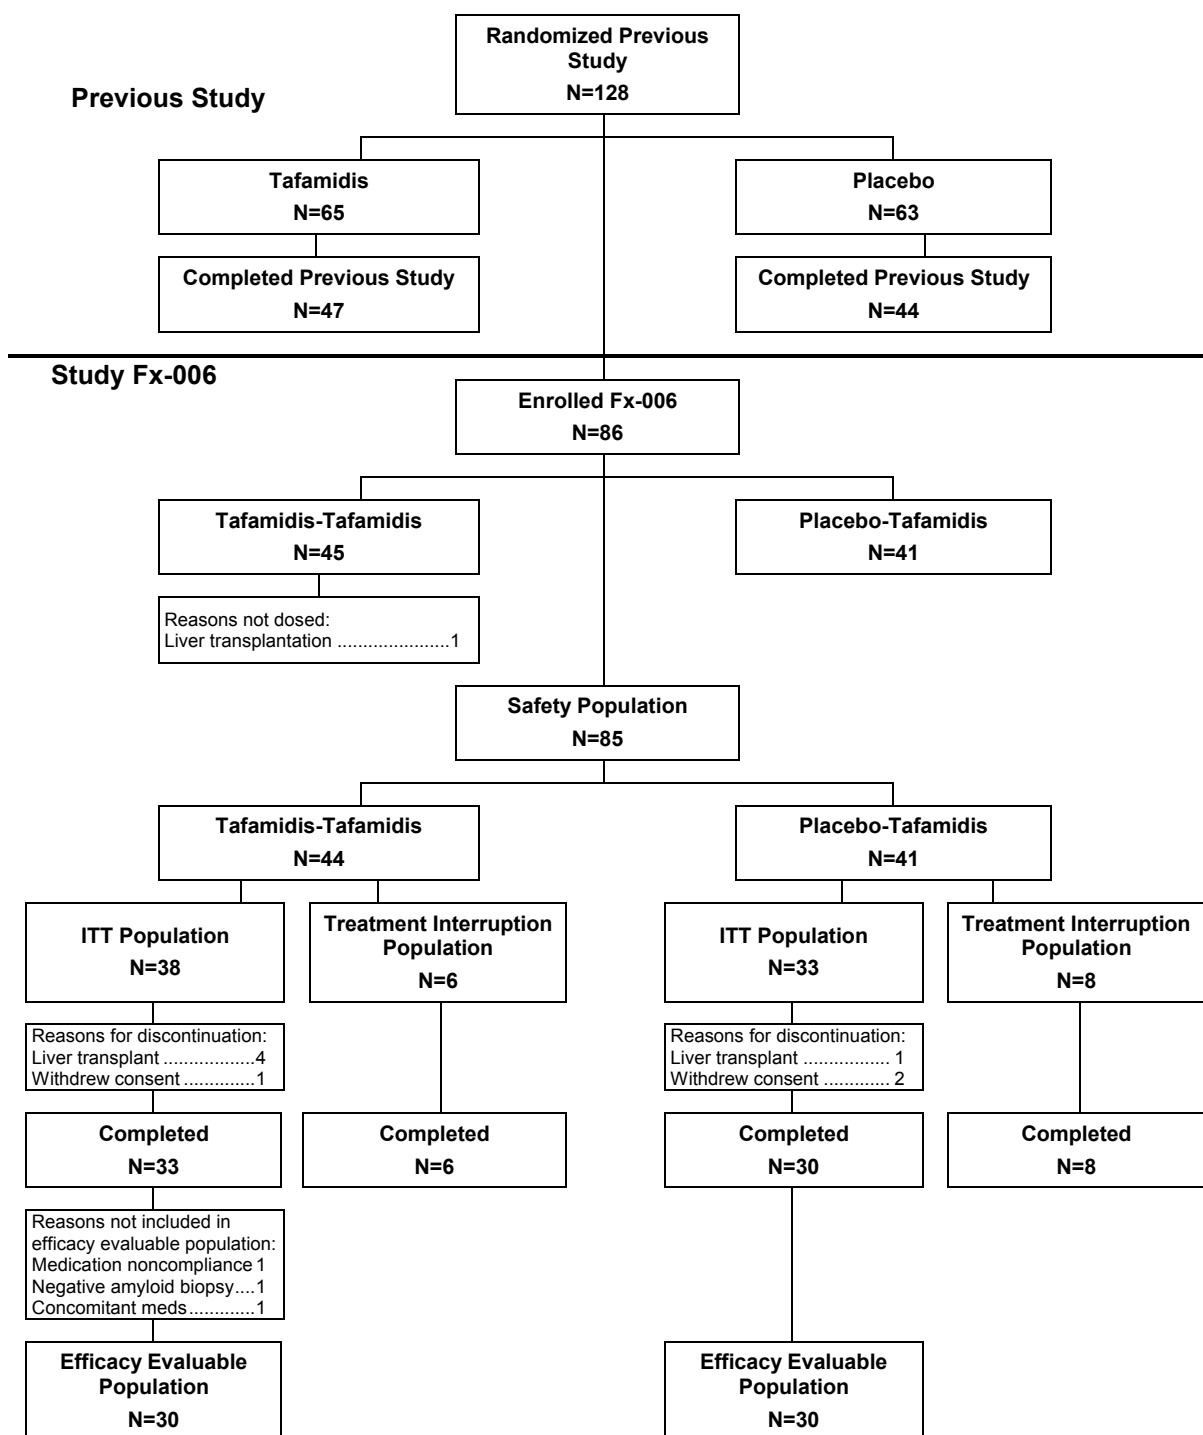 Randomized Previous
Study
N=128
Previous Study
Tafamidis
N=65
Placebo
N=63
Completed Previous Study
N=47
Completed Previous Study
N=44
Study Fx-006
Enrolled Fx-006
N=86
Tafamidis-Tafamidis
N=45
Placebo-Tafamidis
N=41
Reasons not dosed:
Liver transplantation ......................1
Safety Population
N=85
Tafamidis-Tafamidis
N=44
Placebo-Tafamidis
N=41
ITT Population
N=38
Treatment Interruption
Population
N=6
ITT Population
N=33
Treatment Interruption
Population
N=8
Reasons for discontinuation:
Liver transplant ..................4
Withdrew consent ..............1
Reasons for discontinuation:
Liver transplant ................. 1
Withdrew consent ............. 2
Completed
N=33
Completed
N=6
Completed
N=30
Completed
N=8
Reasons not included in
efficacy evaluable population:
Medication noncompliance 1
Negative amyloid biopsy....1
Concomitant meds.............1
Efficacy Evaluable
Population
N=30
Efficacy Evaluable
Population
N=30